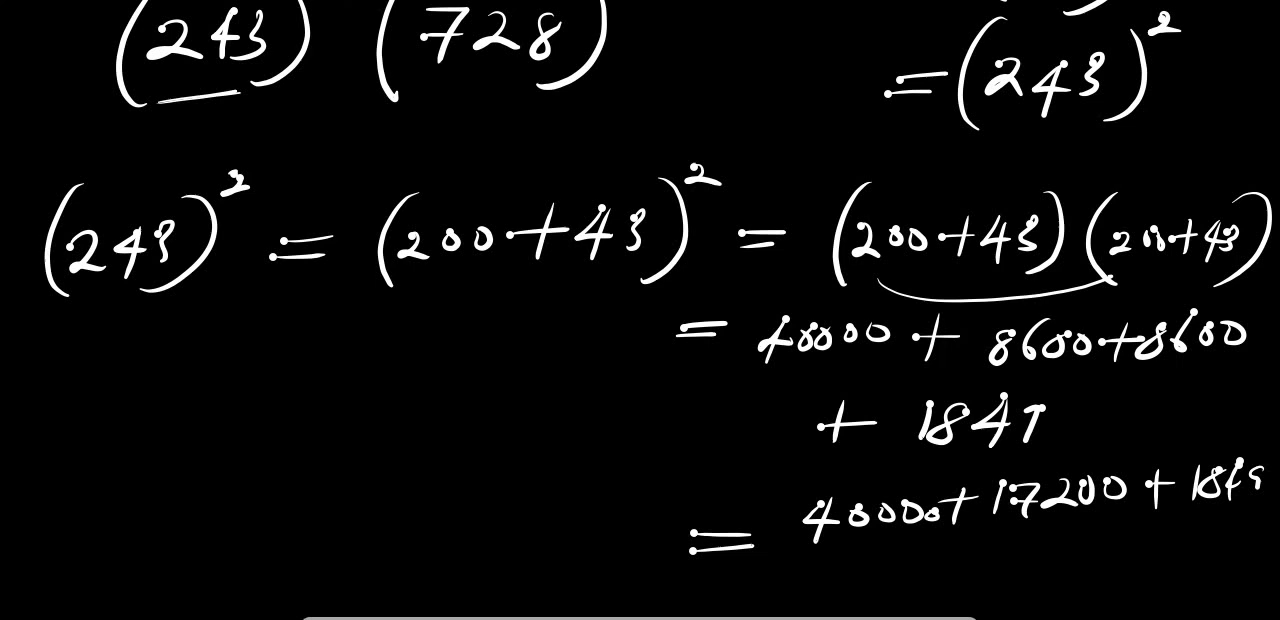 (243) (728)
= (243)²
(243)² = (200+43)² = (200+43)(200+43)
= 40000 + 8600+8600
+ 1849
= 40000+17200+1849